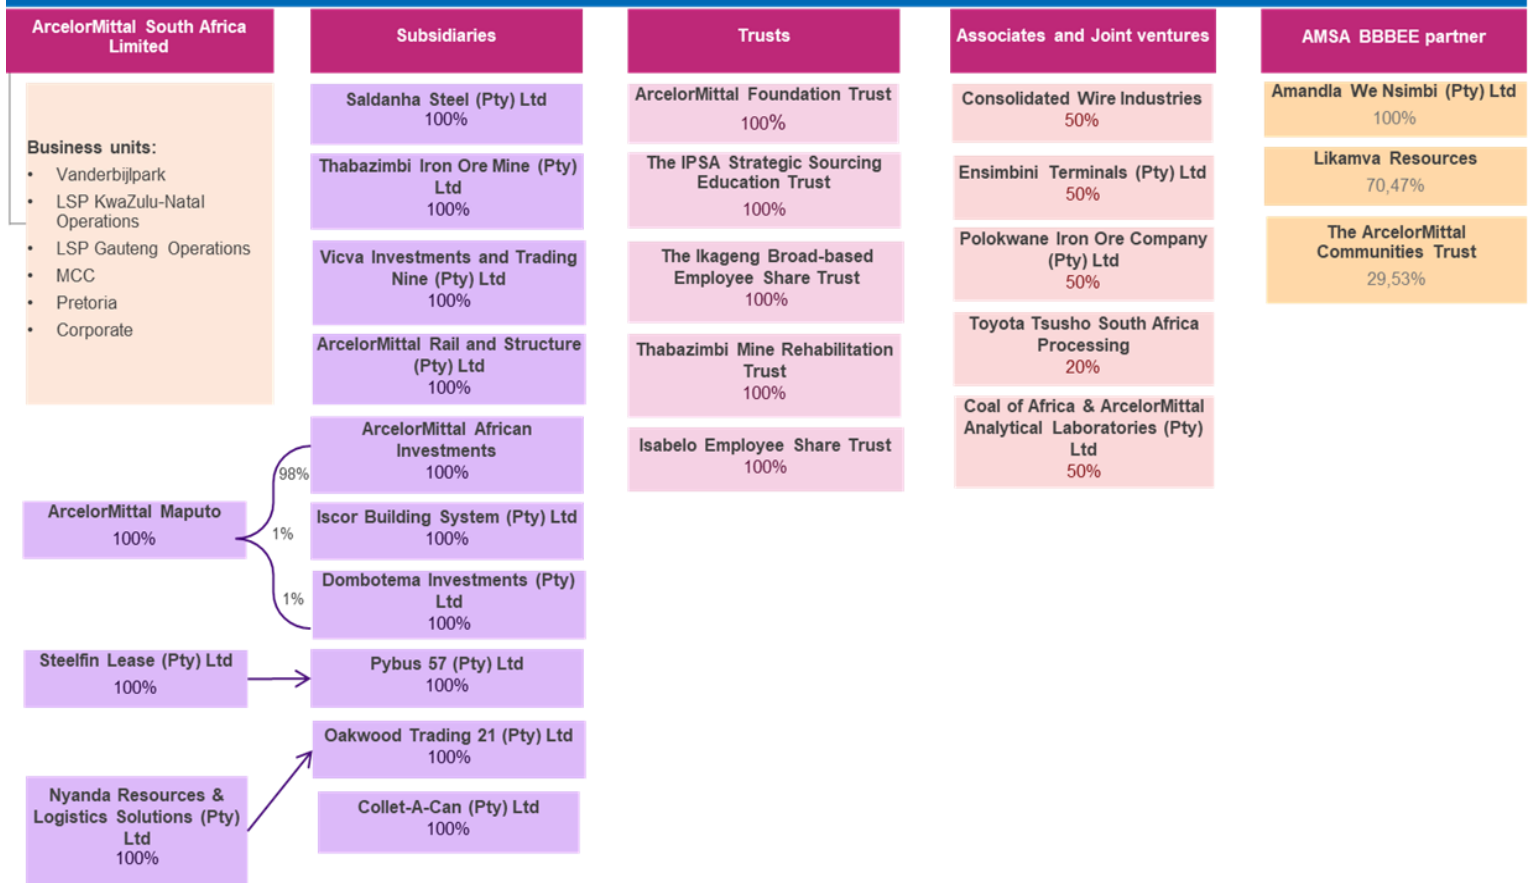 ArcelorMittal South Africa
Limited
Business units:
• Vanderbijlpark
• LSP KwaZulu-Natal
Operations
• LSP Gauteng Operations
• MCC
• Pretoria
• Corporate
ArcelorMittal Maputo
100%
98%
1%
1%
Steelfin Lease (Pty) Ltd
100%
Nyanda Resources &
Logistics Solutions (Pty)
Ltd
100%
Subsidiaries
Saldanha Steel (Pty) Ltd
100%
Thabazimbi Iron Ore Mine (Pty)
Ltd
100%
Vicva Investments and Trading
Nine (Pty) Ltd
100%
ArcelorMittal Rail and Structure
(Pty) Ltd
100%
ArcelorMittal African
Investments
100%
Iscor Building System (Pty) Ltd
100%
Dombotema Investments (Pty)
Ltd
100%
Pybus 57 (Pty) Ltd
100%
Oakwood Trading 21 (Pty) Ltd
100%
Collet-A-Can (Pty) Ltd
100%
Trusts
ArcelorMittal Foundation Trust
100%
The IPSA Strategic Sourcing
Education Trust
100%
The Ikageng Broad-based
Employee Share Trust
100%
Thabazimbi Mine Rehabilitation
Trust
100%
Isabelo Employee Share Trust
100%
Associates and Joint ventures
Consolidated Wire Industries
50%
Ensimbini Terminals (Pty) Ltd
50%
Polokwane Iron Ore Company
(Pty) Ltd
50%
Toyota Tsusho South Africa
Processing
20%
Coal of Africa & ArcelorMittal
Analytical Laboratories (Pty)
Ltd
50%
AMSA BBBEE partner
Amandla We Nsimbi (Pty) Ltd
100%
Likamva Resources
70,47%
The ArcelorMittal
Communities Trust
29,53%